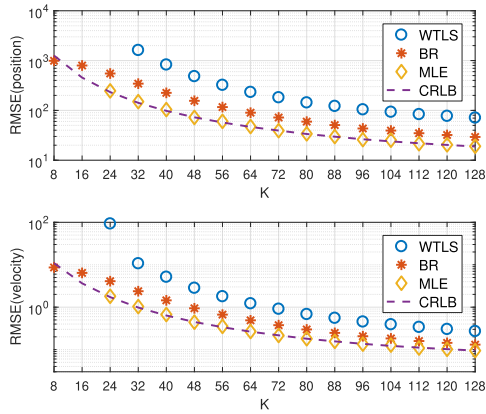 RMSE(position)
10^4
10^3
10^2
10^1
WTLS
BR
MLE
CRLB
8 16 24 32 40 48 56 64 72 80 88 96 104 112 120 128
K
RMSE(velocity)
10^2
10^0
WTLS
BR
MLE
CRLB
8 16 24 32 40 48 56 64 72 80 88 96 104 112 120 128
K